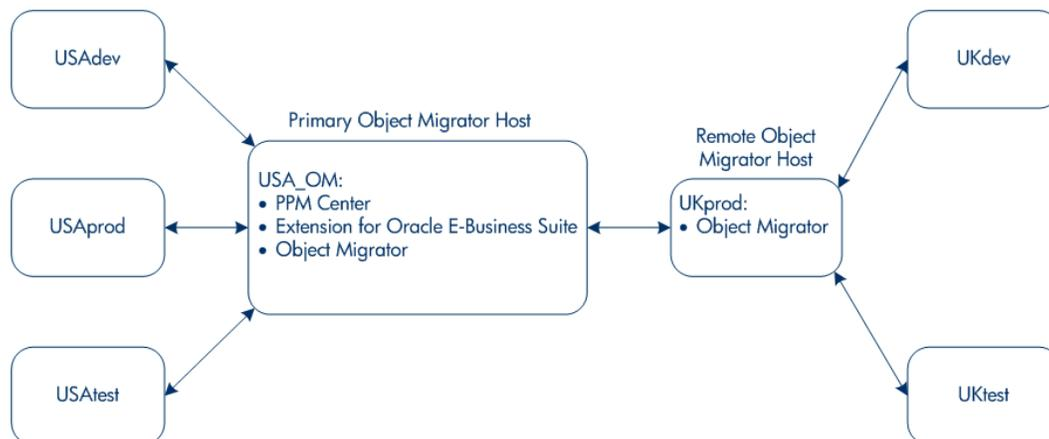 USAdev
UKdev
Primary Object Migrator Host
Remote Object
Migrator Host
USA_OM:
• PPM Center
• Extension for Oracle E-Business Suite
• Object Migrator
USAprod
UKprod:
• Object Migrator
USAtest
UKtest